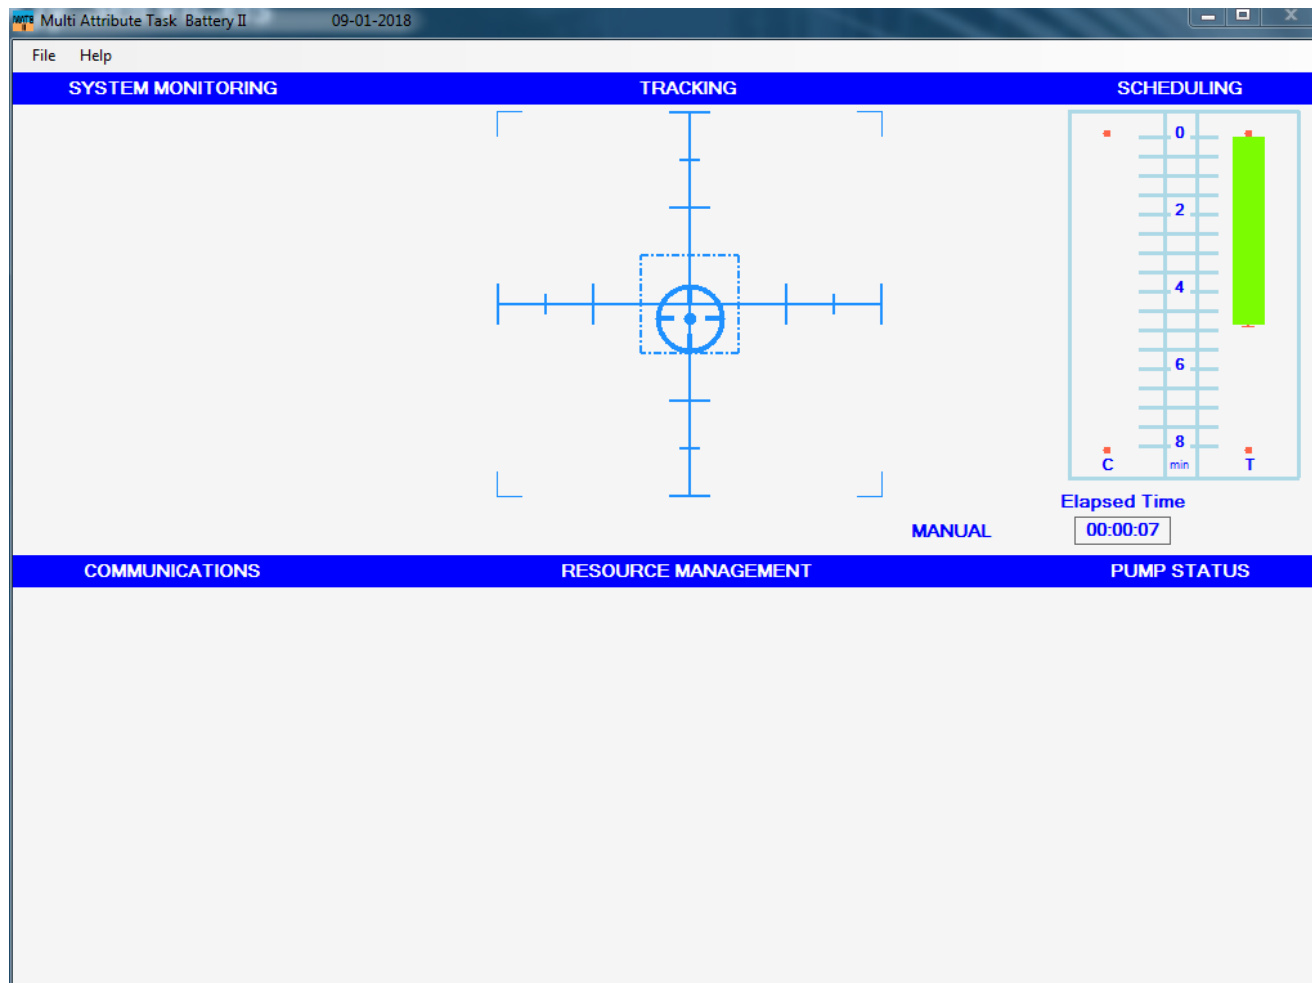 Multi Attribute Task Battery II 09-01-2018
File Help
SYSTEM MONITORING TRACKING SCHEDULING
0
2
4
6
8
C min T
Elapsed Time
MANUAL 00:00:07
COMMUNICATIONS RESOURCE MANAGEMENT PUMP STATUS